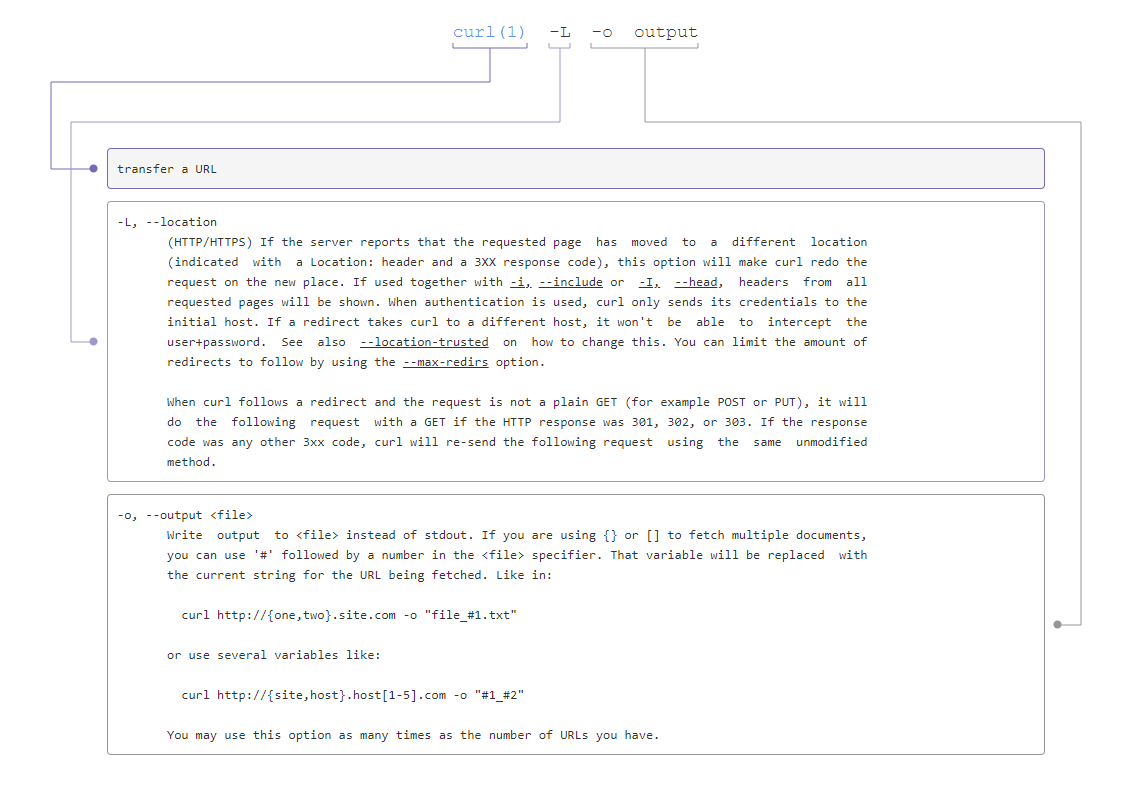 curl(1) -L -o output
transfer a URL
-L, --location
(HTTP/HTTPS) If the server reports that the requested page has moved to a different location
(indicated with a Location: header and a 3XX response code), this option will make curl redo the
request on the new place. If used together with -i, --include or -I, --head, headers from all
requested pages will be shown. When authentication is used, curl only sends its credentials to the
initial host. If a redirect takes curl to a different host, it won't be able to intercept the
user+password. See also --location-trusted on how to change this. You can limit the amount of
redirects to follow by using the --max-redirs option.
When curl follows a redirect and the request is not a plain GET (for example POST or PUT), it will
do the following request with a GET if the HTTP response was 301, 302, or 303. If the response
code was any other 3xx code, curl will re-send the following request using the same unmodified
method.
-o, --output <file>
Write output to <file> instead of stdout. If you are using {} or [] to fetch multiple documents,
you can use '#' followed by a number in the <file> specifier. That variable will be replaced with
the current string for the URL being fetched. Like in:
curl http://{one,two}.site.com -o "file_#1.txt"
or use several variables like:
curl http://{site,host}.host[1-5].com -o "#1_#2"
You may use this option as many times as the number of URLs you have.